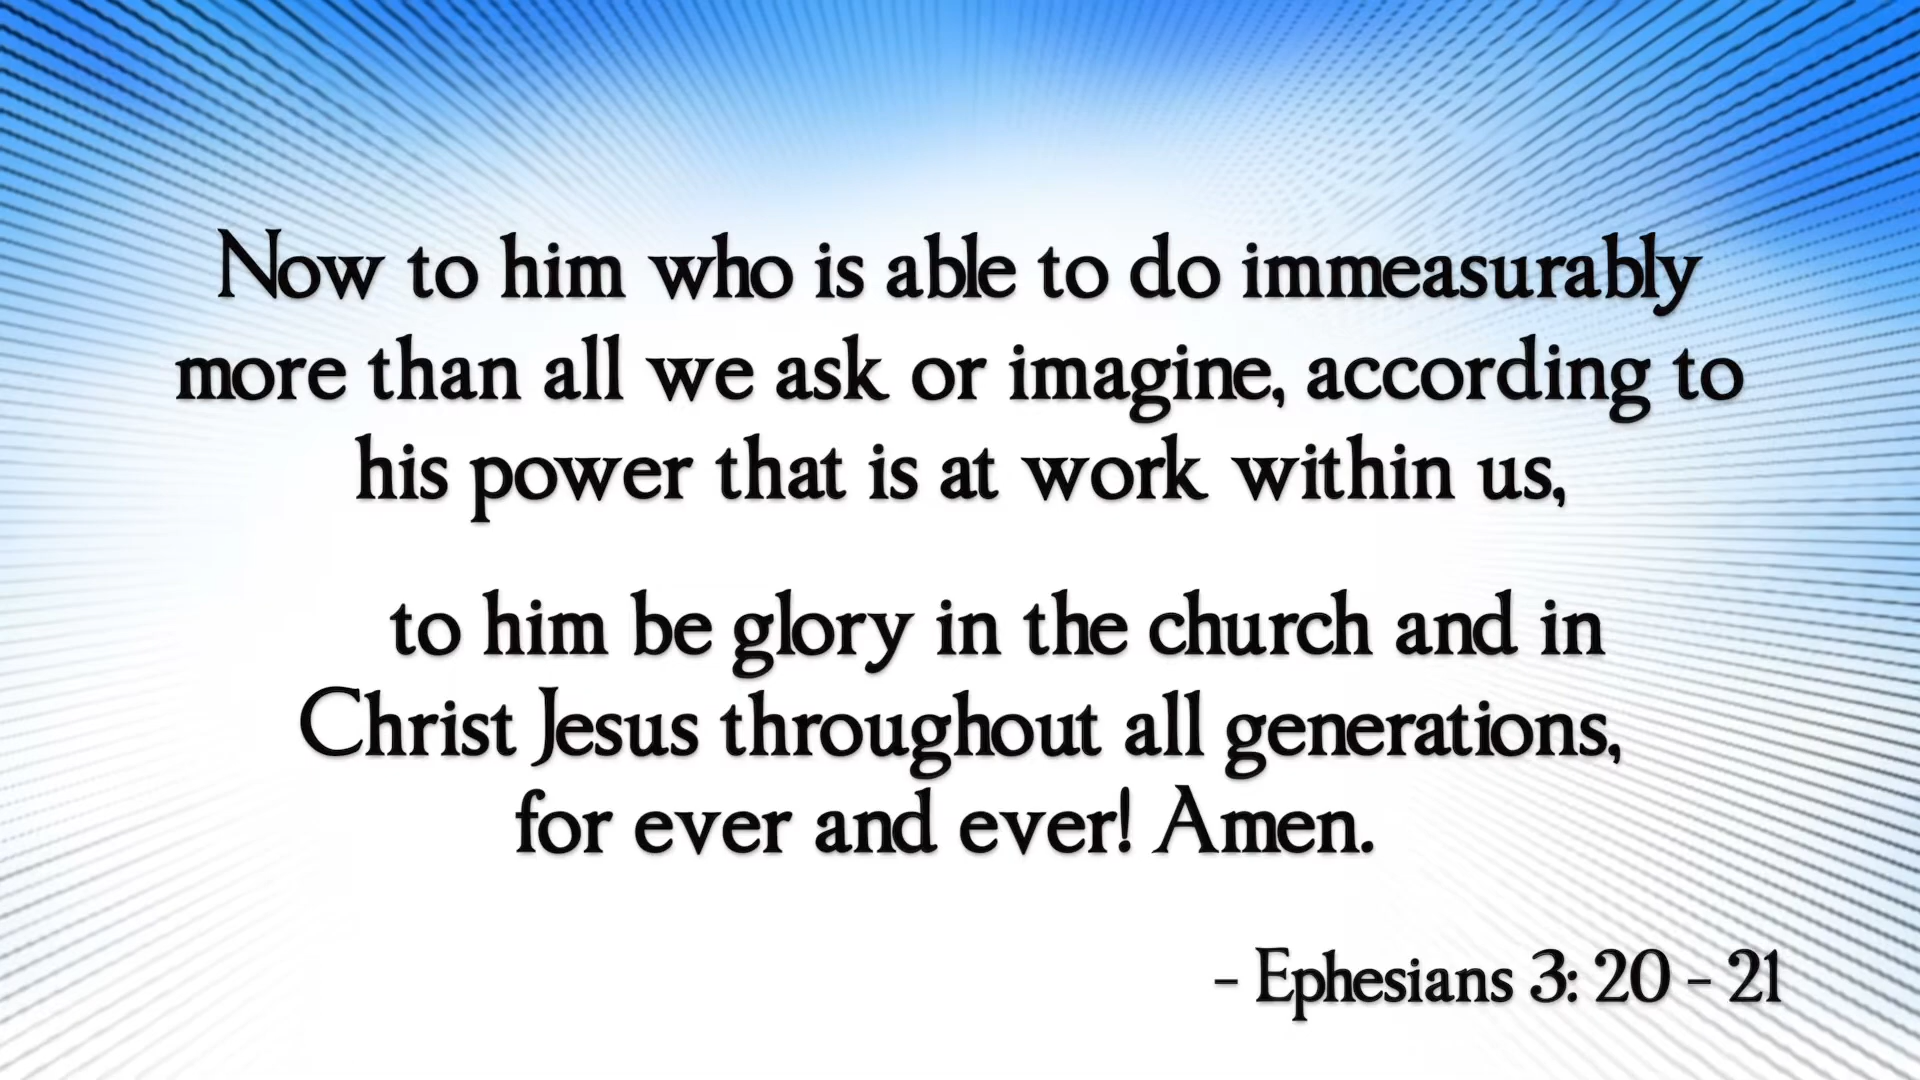 Now to him who is able to do immeasurably
more than all we ask or imagine, according to
his power that is at work within us,
to him be glory in the church and in
Christ Jesus throughout all generations,
for ever and ever! Amen.
- Ephesians 3: 20 - 21